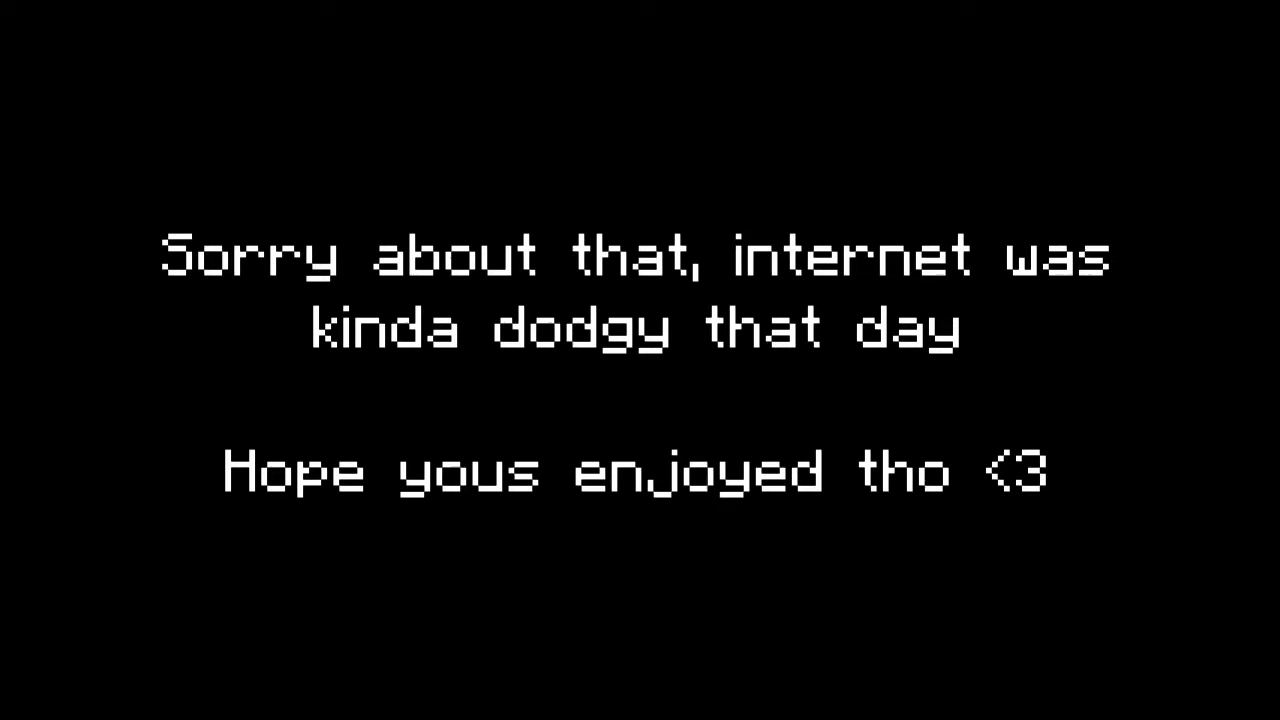 Sorry about that, internet was
kinda dodgy that day
Hope yous enjoyed tho <3